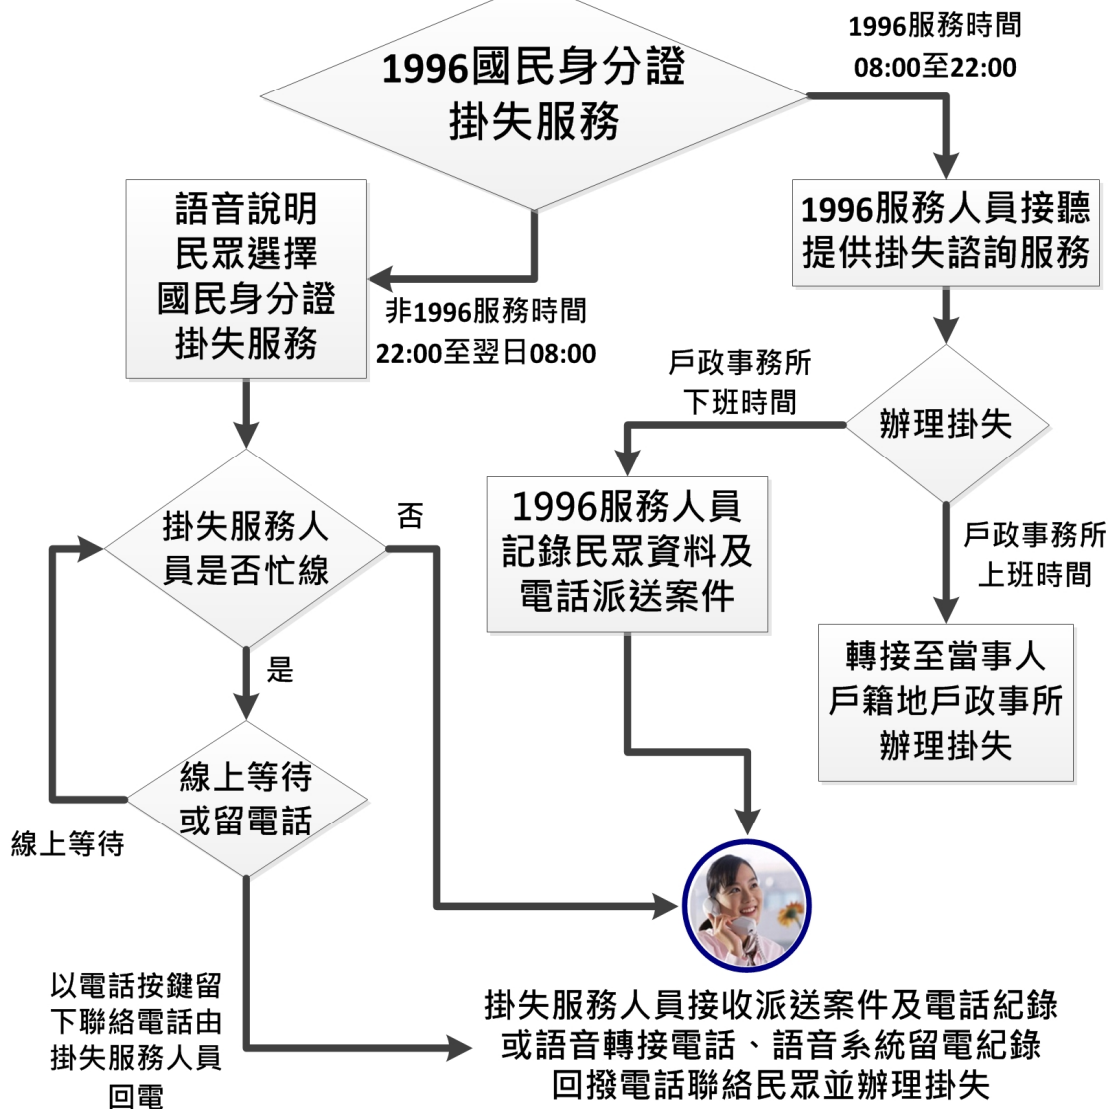 1996國民身分證
掛失服務
1996服務時間
08:00至22:00
語音說明
民眾選擇
國民身分證
掛失服務
非1996服務時間
22:00至翌日08:00
1996服務人員接聽
提供掛失諮詢服務
戶政事務所
下班時間
辦理掛失
戶政事務所
上班時間
1996服務人員
記錄民眾資料及
電話派送案件
轉接至當事人
戶籍地戶政事所
辦理掛失
掛失服務人
員是否忙線
否
是
線上等待
或留電話
線上等待
以電話按鍵留
下聯絡電話由
掛失服務人員
回電
掛失服務人員接收派送案件及電話紀錄
或語音轉接電話、語音系統留電紀錄
回撥電話聯絡民眾並辦理掛失